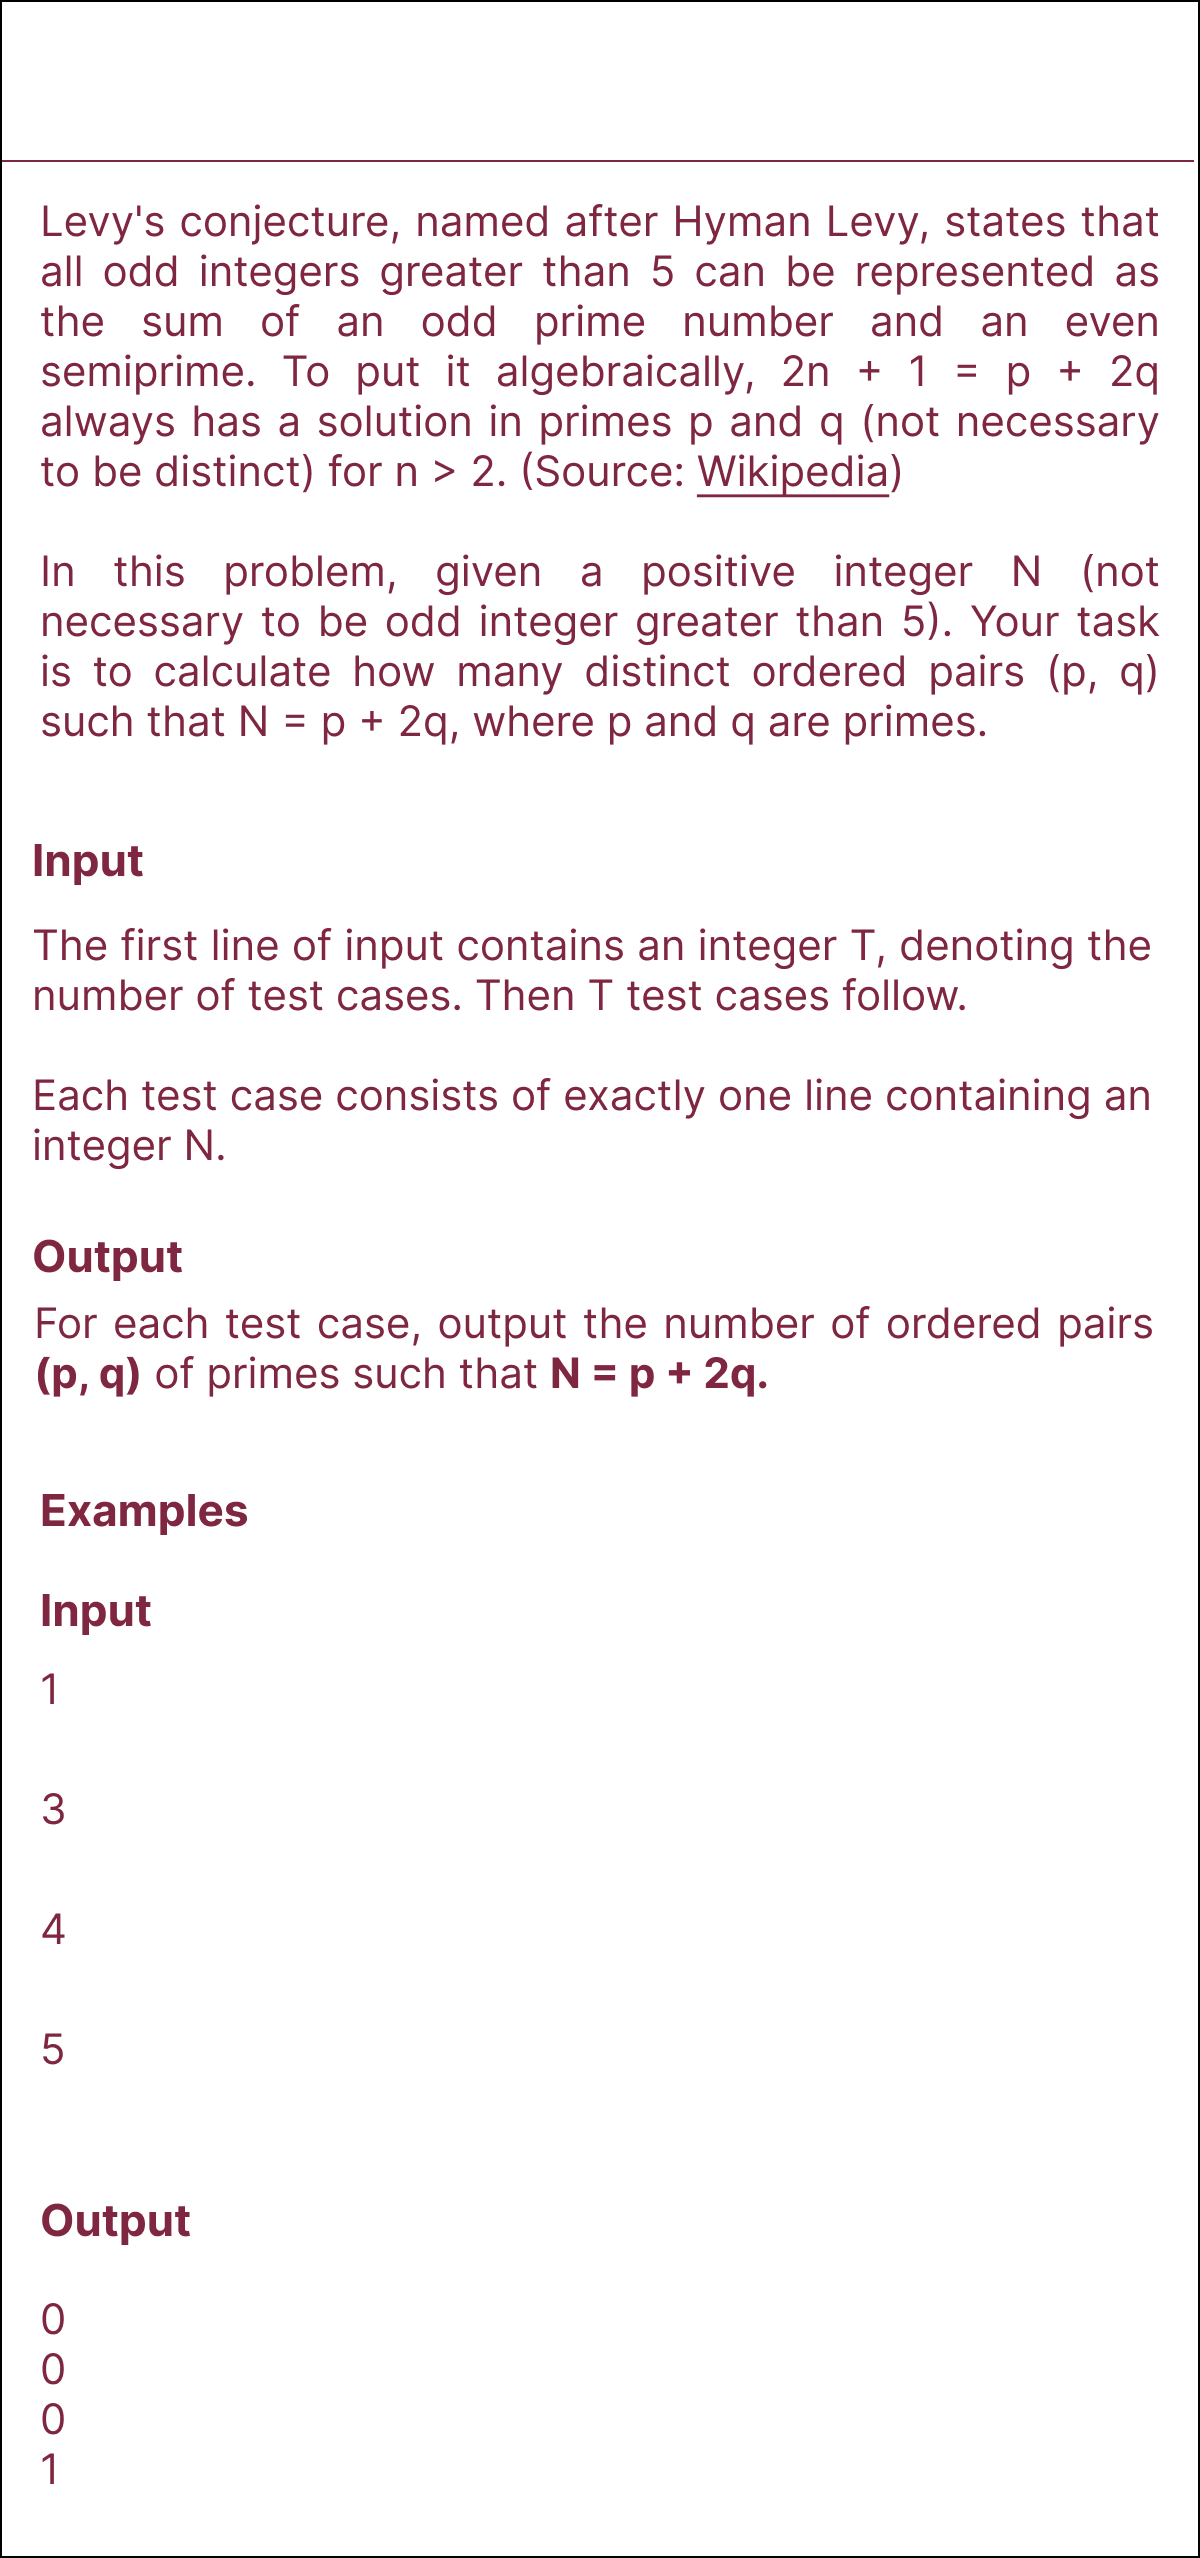 Levy's conjecture, named after Hyman Levy, states that
all odd integers greater than 5 can be represented as
the sum of an odd prime number and an even
semiprime. To put it algebraically, 2n + 1 = p + 2q
always has a solution in primes p and q (not necessary
to be distinct) for n > 2. (Source: Wikipedia)
In this problem, given a positive integer N (not
necessary to be odd integer greater than 5). Your task
is to calculate how many distinct ordered pairs (p, q)
such that N = p + 2q, where p and q are primes.
Input
The first line of input contains an integer T, denoting the
number of test cases. Then T test cases follow.
Each test case consists of exactly one line containing an
integer N.
Output
For each test case, output the number of ordered pairs
(p, q) of primes such that N = p + 2q.
Examples
Input
1
3
4
5
Output
0
0
0
1